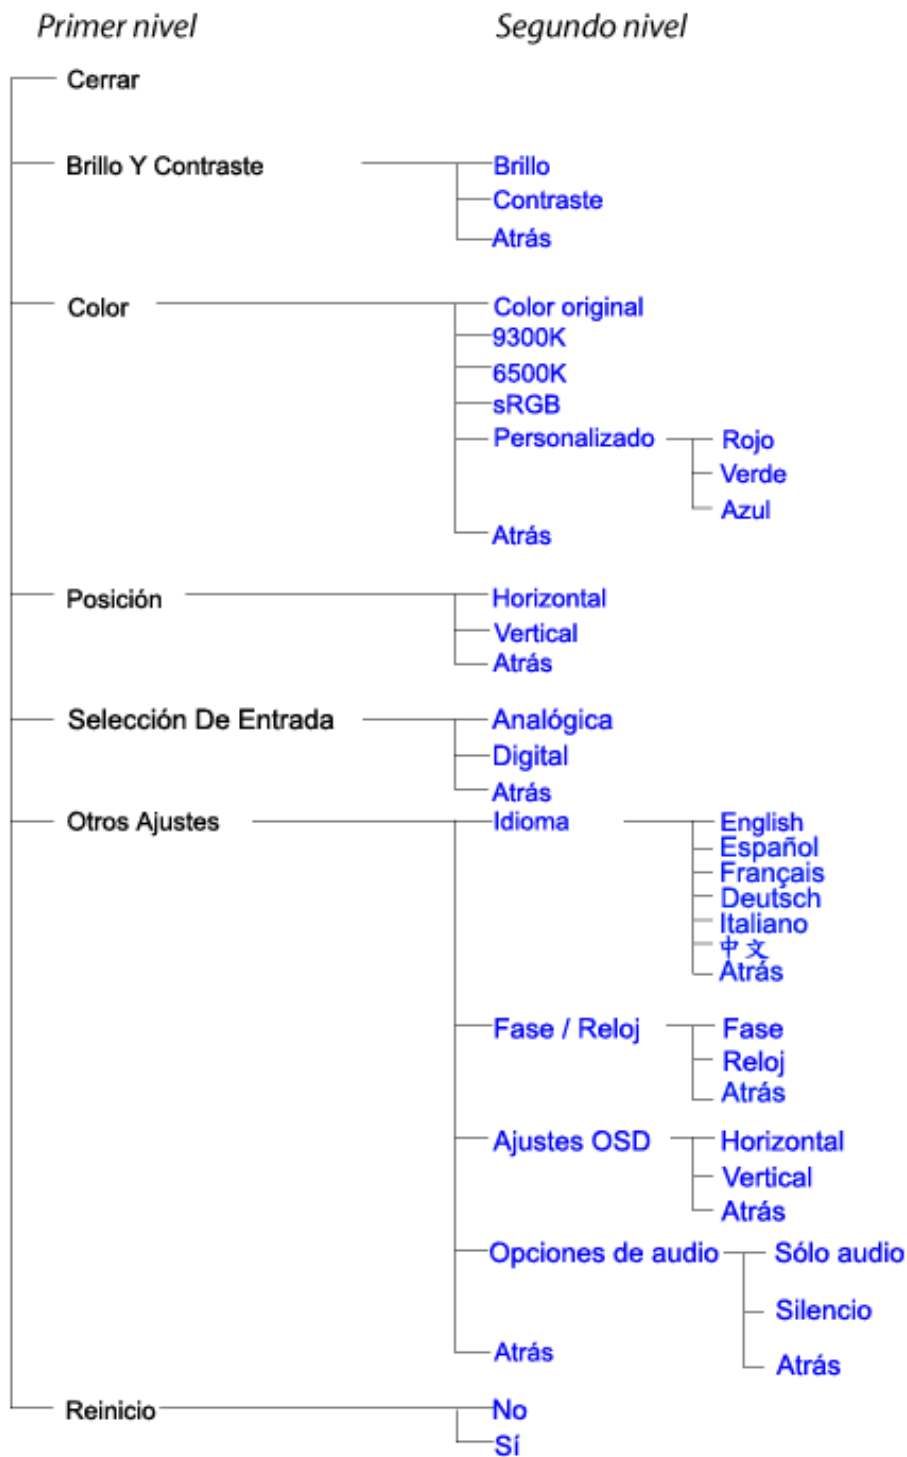 Primer nivel Segundo nivel
Cerrar
Brillo Y Contraste Brillo
Contraste
Atrás
Color Color original
9300K
6500K
sRGB
Personalizado Rojo
Verde
Azul
Atrás
Posición Horizontal
Vertical
Atrás
Selección De Entrada Analógica
Digital
Atrás
Otros Ajustes Idioma English
Español
Français
Deutsch
Italiano
中文
Atrás
Fase / Reloj Fase
Reloj
Atrás
Ajustes OSD Horizontal
Vertical
Atrás
Opciones de audio Sólo audio
Silencio
Atrás
Atrás
Reinicio No
Sí